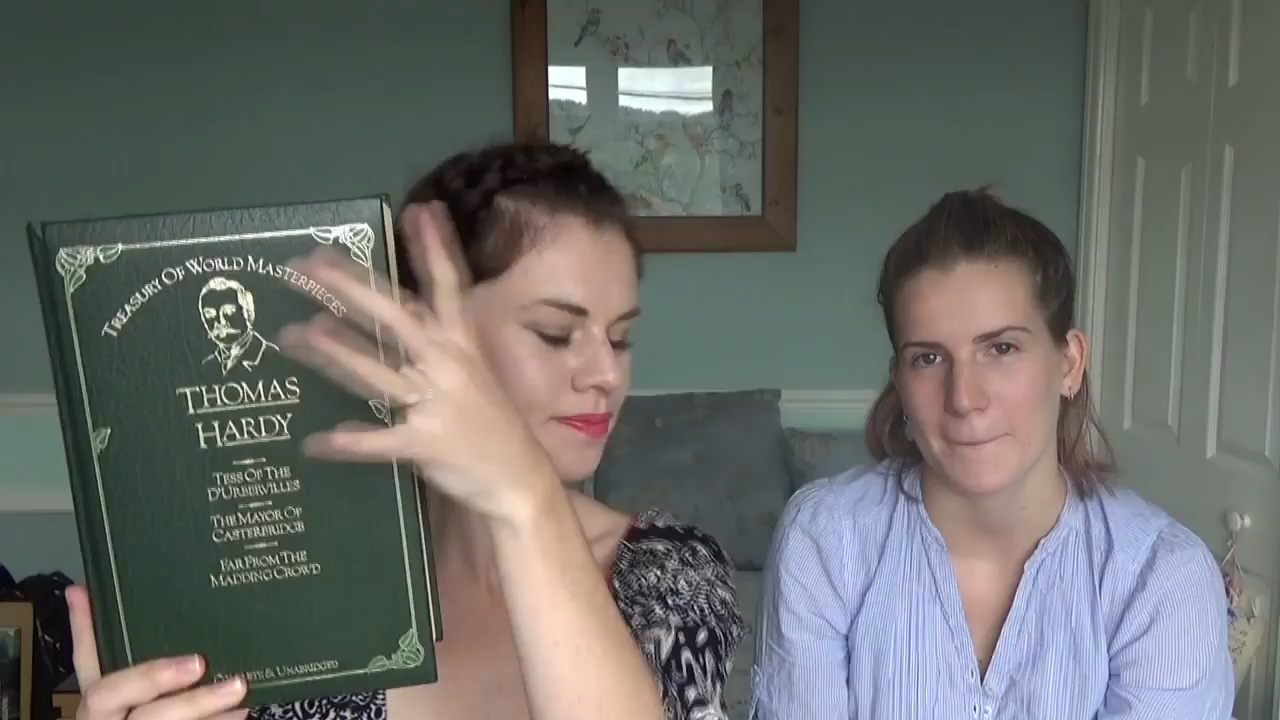 TREASURY OF WORLD MASTERPIECES
THOMAS
HARDY
TESS OF THE
D'URBERVILLES
THE MAYOR OF
CASTERBRIDGE
FAR FROM THE
MADDING CROWD
COMPLETE & UNABRIDGED